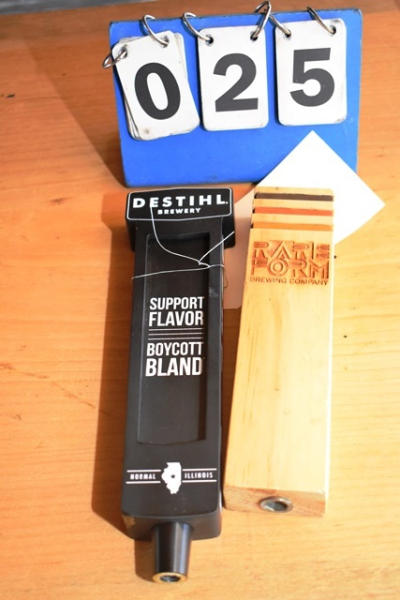 025
DESTIHL.
BREWERY
SUPPORT
FLAVOR
BOYCOTT
BLAND
NORMAL ILLINOIS
RARE
FORM
BREWING COMPANY